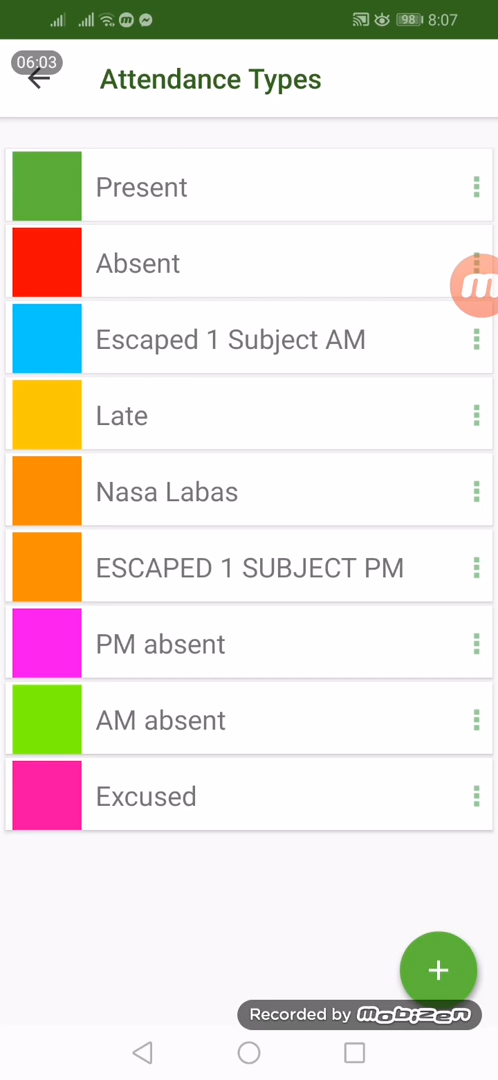 98 8:07
06:03
Attendance Types
Present
Absent
Escaped 1 Subject AM
Late
Nasa Labas
ESCAPED 1 SUBJECT PM
PM absent
AM absent
Excused
+
Recorded by mobizen